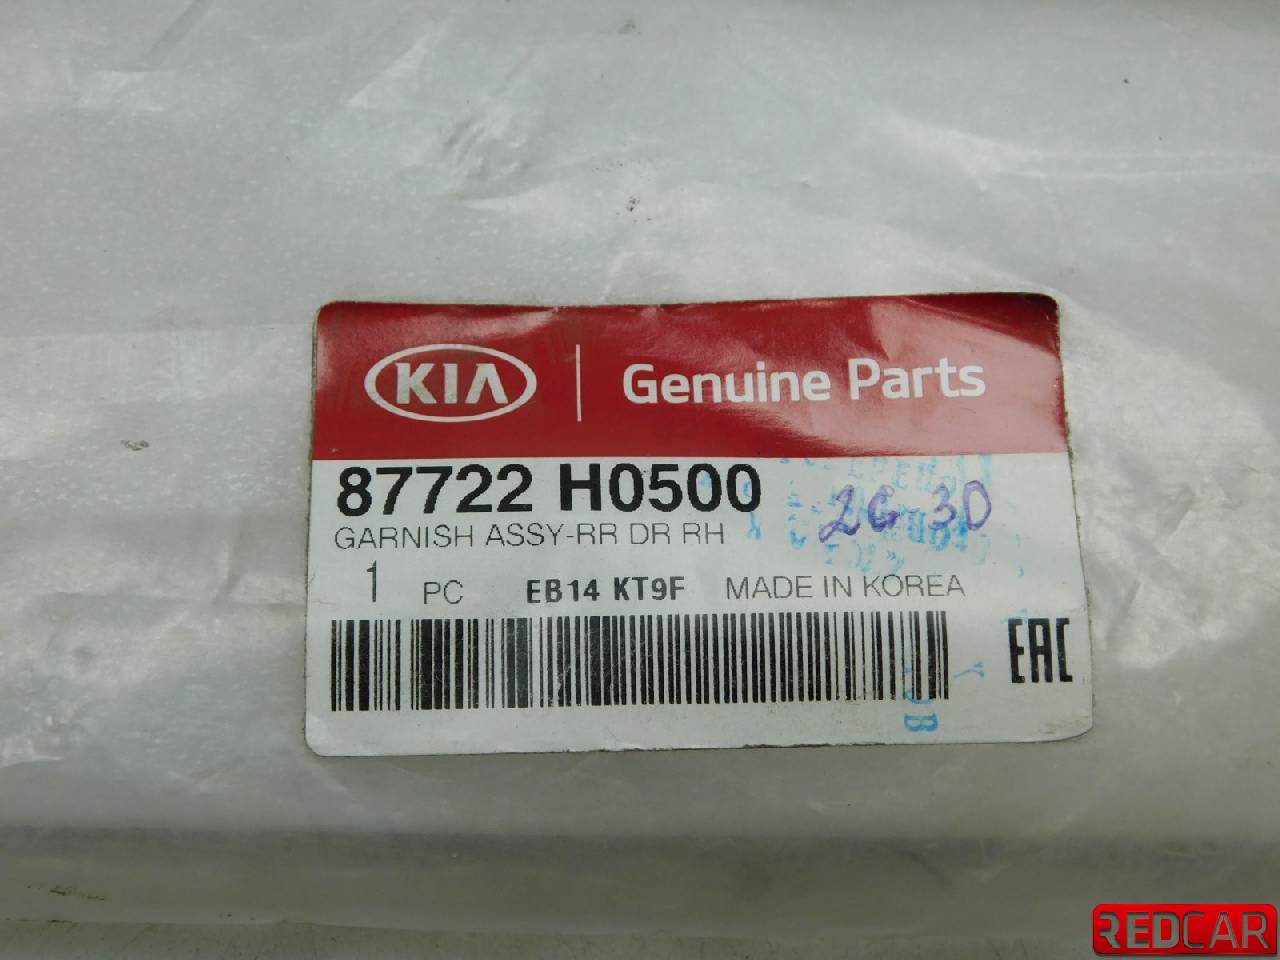 KIA Genuine Parts
87722 H0500
2G-3D
GARNISH ASSY-RR DR RH
1 PC EB14 KT9F MADE IN KOREA
EAC
REDCAR